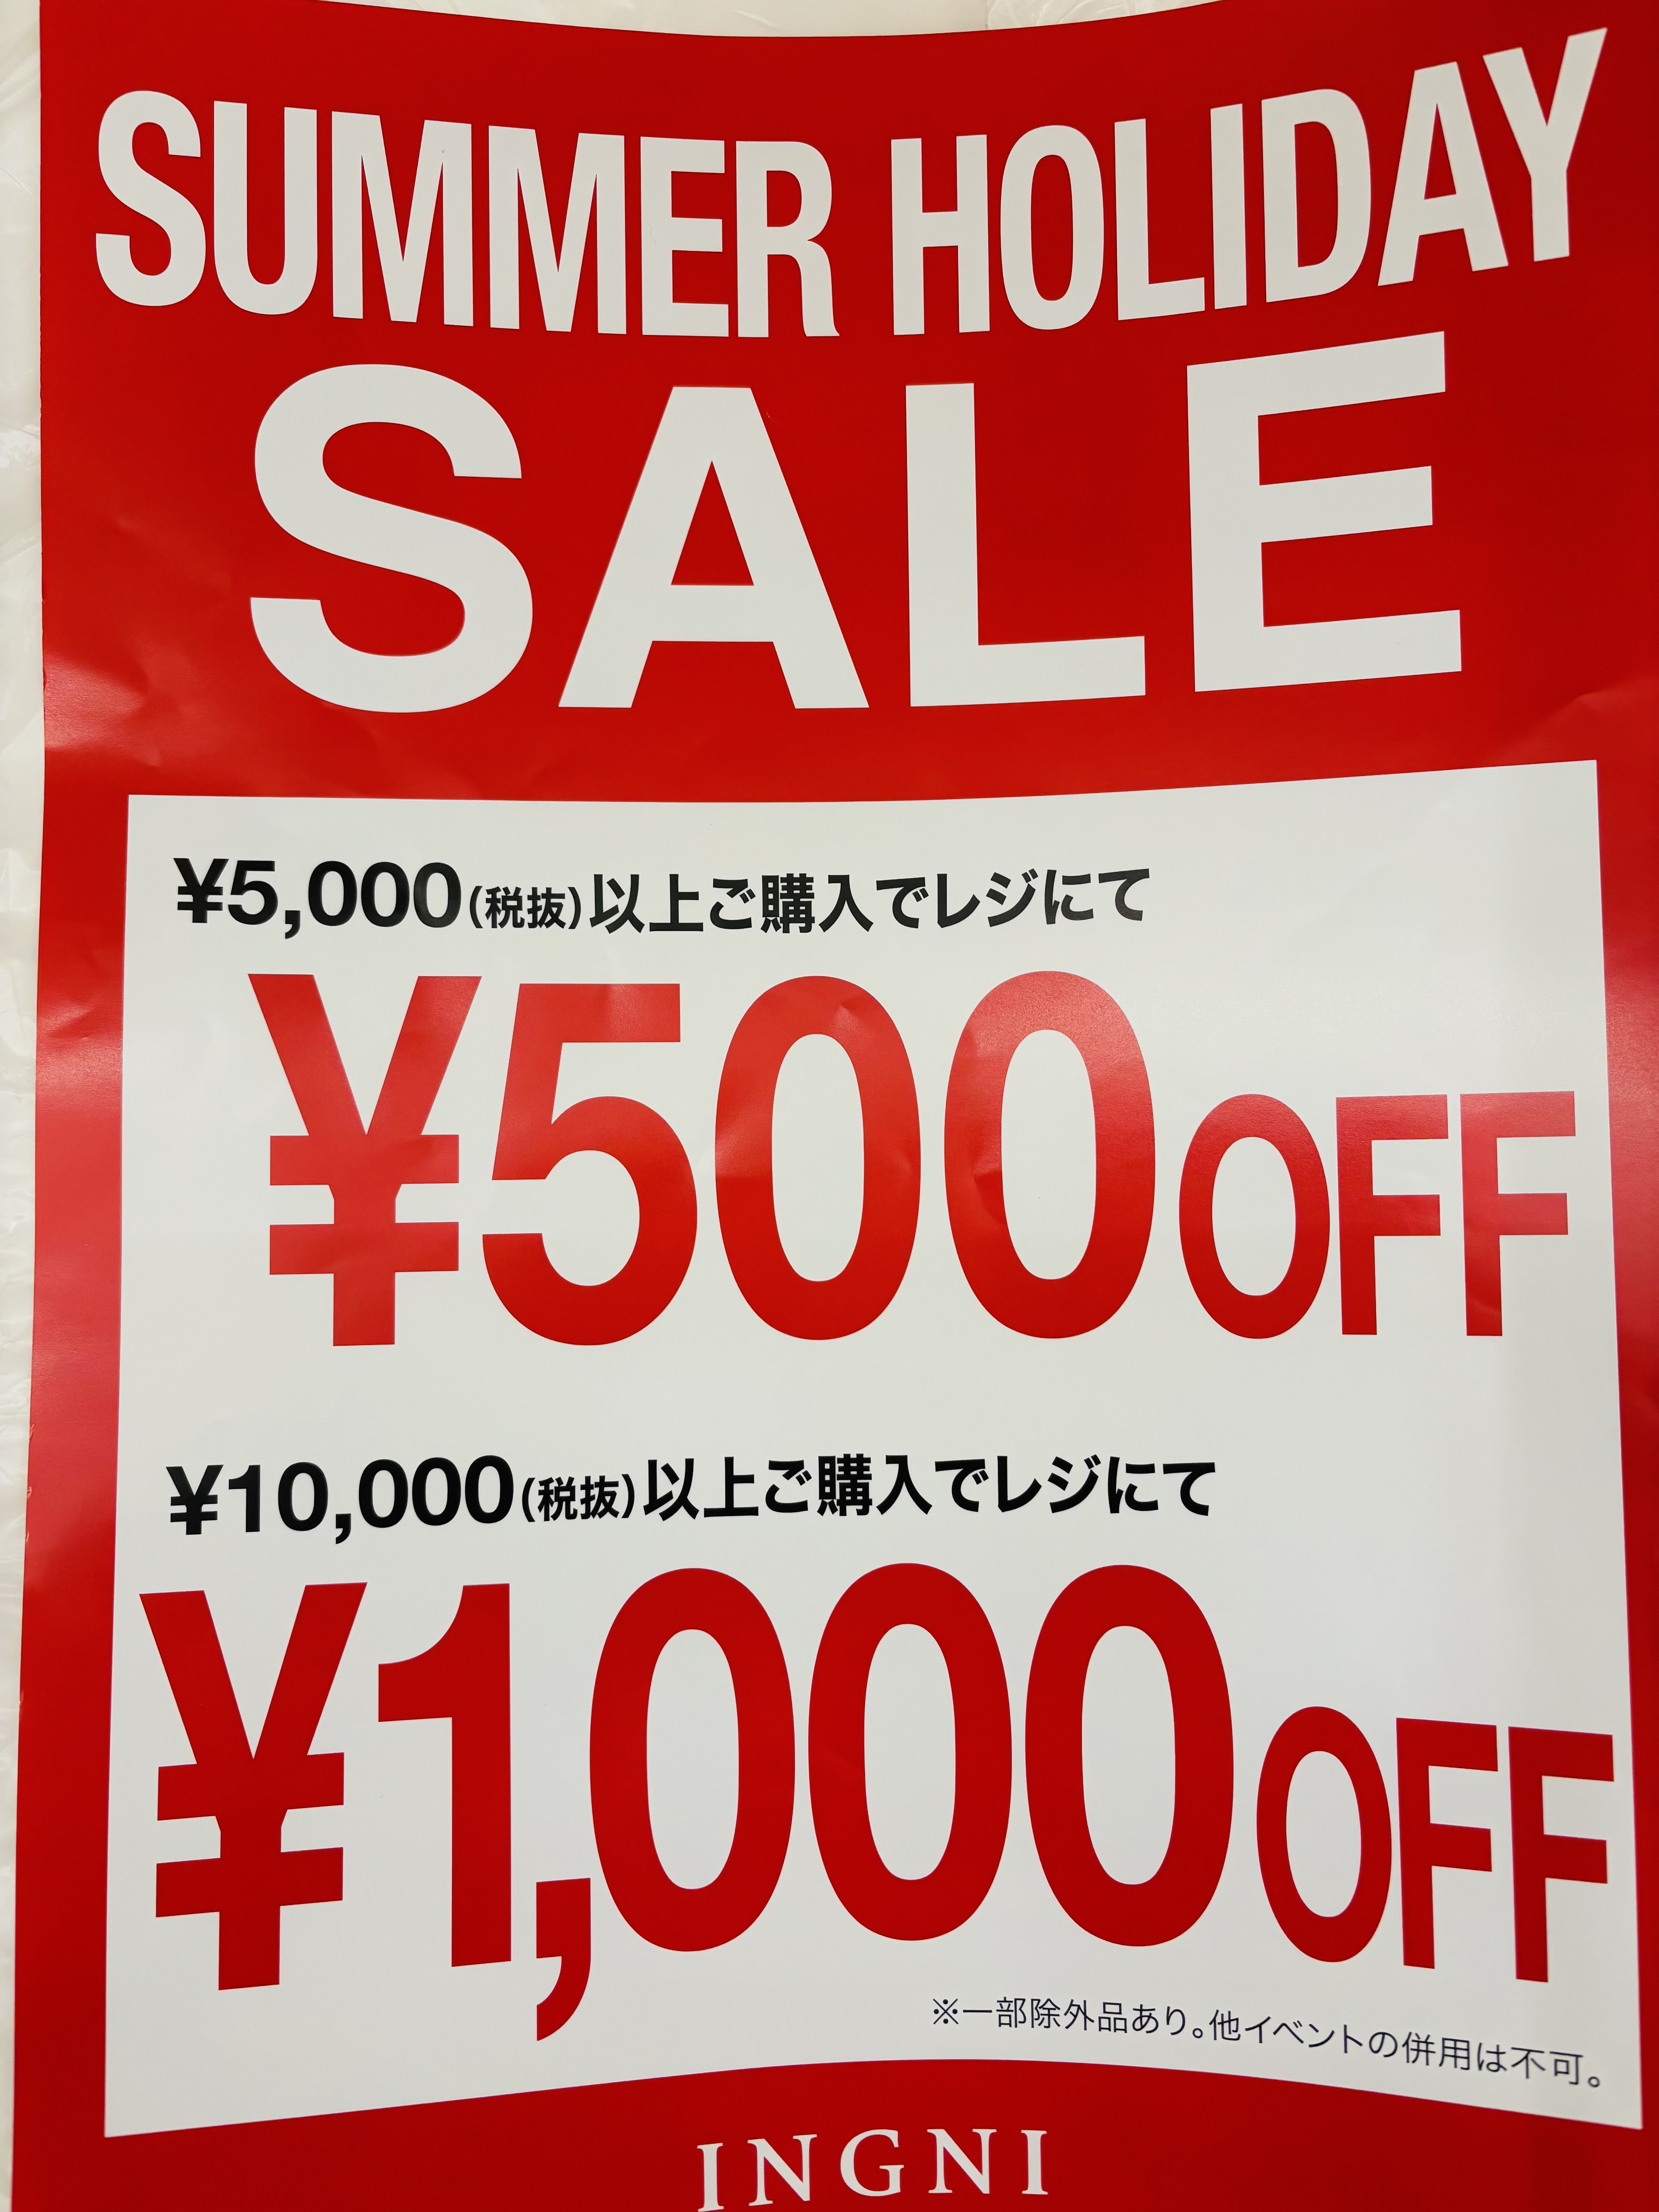 SUMMER HOLIDAY
SALE
¥5,000(税抜)以上ご購入でレジにて
¥500OFF
¥10,000(税抜)以上ご購入でレジにて
¥1,000OFF
※一部除外品あり。他イベントの併用は不可。
INGNI